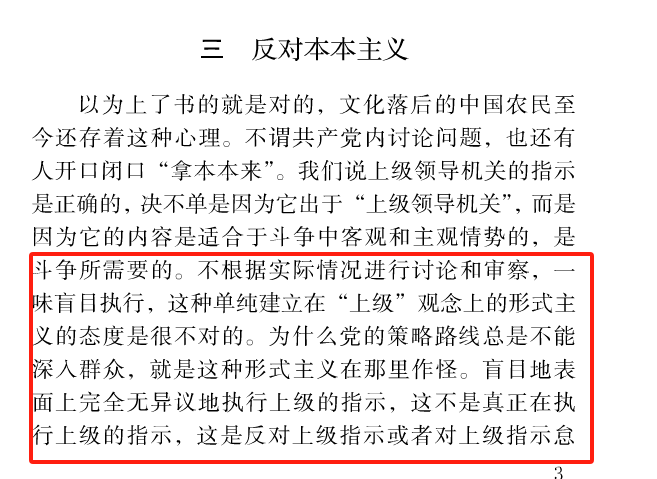 三 反对本本主义
以为上了书的就是对的，文化落后的中国农民至
今还存着这种心理。不谓共产党内讨论问题，也还有
人开口闭口“拿本本来”。我们说上级领导机关的指示
是正确的，决不单是因为它出于“上级领导机关”，而是
因为它的内容是适合于斗争中客观和主观情势的，是
斗争所需要的。不根据实际情况进行讨论和审察，一
味盲目执行，这种单纯建立在“上级”观念上的形式主
义的态度是很不对的。为什么党的策略路线总是不能
深入群众，就是这种形式主义在那里作怪。盲目地表
面上完全无异议地执行上级的指示，这不是真正在执
行上级的指示，这是反对上级指示或者对上级指示怠
3